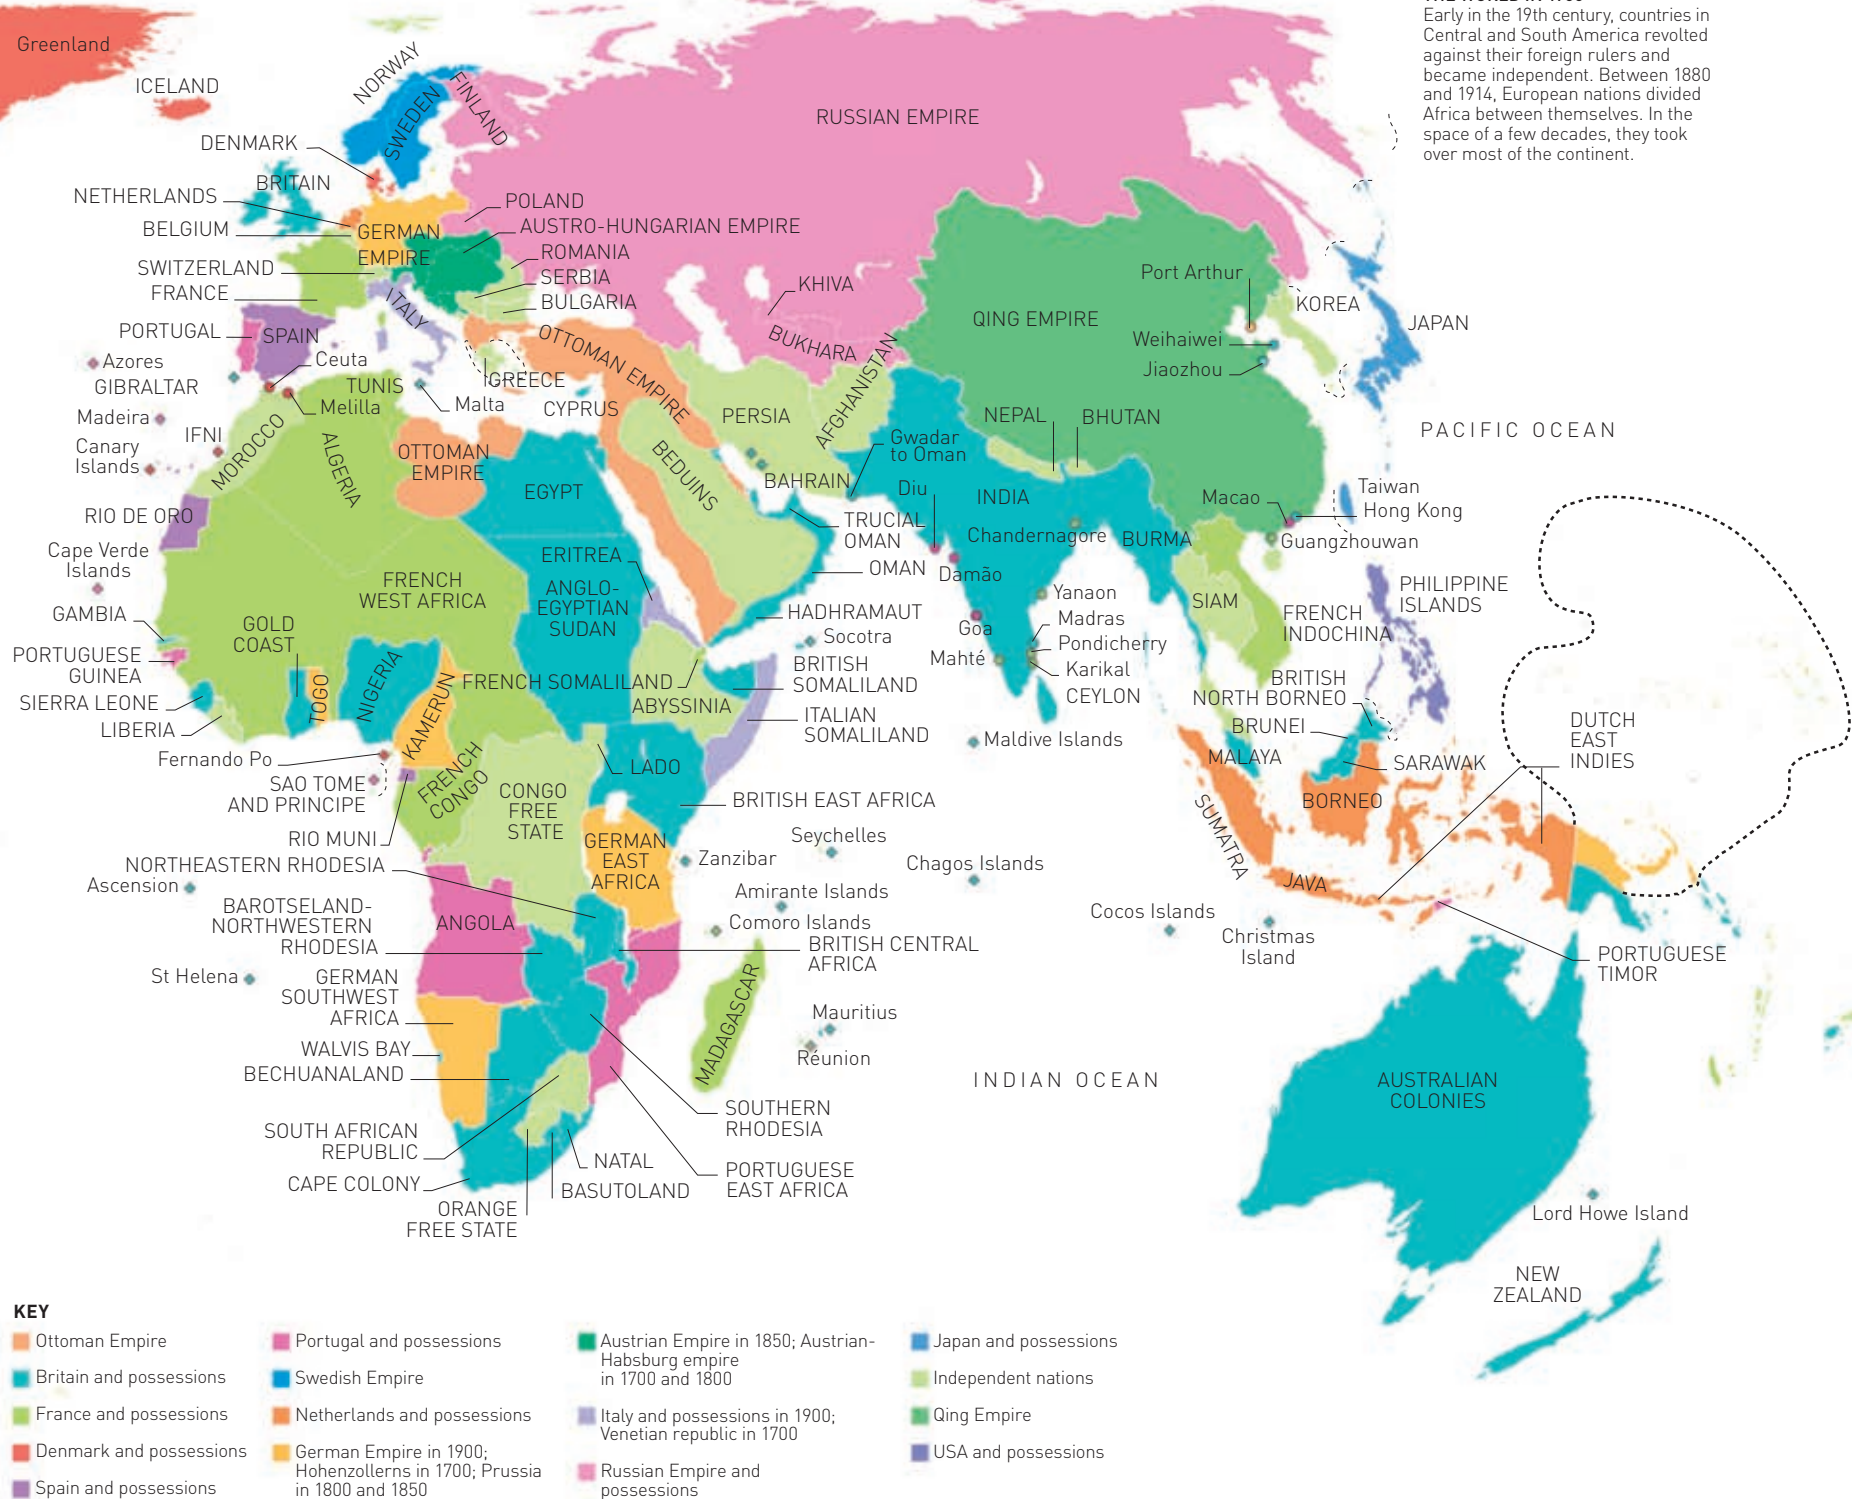 Early in the 19th century, countries in
Central and South America revolted
against their foreign rulers and
became independent. Between 1880
and 1914, European nations divided
Africa between themselves. In the
space of a few decades, they took
over most of the continent.
Greenland
ICELAND
NORWAY
SWEDEN
FINLAND
RUSSIAN EMPIRE
DENMARK
BRITAIN
NETHERLANDS
BELGIUM
GERMAN
EMPIRE
POLAND
AUSTRO-HUNGARIAN EMPIRE
ROMANIA
SERBIA
BULGARIA
SWITZERLAND
FRANCE
ITALY
PORTUGAL
SPAIN
Azores
GIBRALTAR
Ceuta
TUNIS
Melilla
Malta
GREECE
CYPRUS
OTTOMAN EMPIRE
KHIVA
BUKHARA
AFGHANISTAN
PERSIA
QING EMPIRE
Port Arthur
Weihaiwei
Jiaozhou
KOREA
JAPAN
PACIFIC OCEAN
Madeira
Canary
Islands
IFNI
MOROCCO
ALGERIA
OTTOMAN
EMPIRE
EGYPT
BEDUINS
BAHRAIN
Gwadar
to Oman
NEPAL
BHUTAN
INDIA
Diu
Chandernagore
BURMA
Macao
Taiwan
Hong Kong
Guangzhouwan
RIO DE ORO
Cape Verde
Islands
GAMBIA
PORTUGUESE
GUINEA
SIERRA LEONE
LIBERIA
GOLD
COAST
TOGO
NIGERIA
KAMERUN
FRENCH
WEST AFRICA
ERITREA
ANGLO-
EGYPTIAN
SUDAN
TRUCIAL
OMAN
OMAN
HADHRAMAUT
Socotra
Damão
Goa
Mahté
Yanaon
Madras
Pondicherry
Karikal
CEYLON
SIAM
FRENCH
INDOCHINA
PHILIPPINE
ISLANDS
FRENCH SOMALILAND
ABYSSINIA
BRITISH
SOMALILAND
ITALIAN
SOMALILAND
Maldive Islands
BRITISH
NORTH BORNEO
BRUNEI
MALAYA
SARAWAK
BORNEO
DUTCH
EAST
INDIES
SUMATRA
JAVA
Fernando Po
SAO TOME
AND PRINCIPE
RIO MUNI
FRENCH
CONGO
CONGO
FREE
STATE
LADO
BRITISH EAST AFRICA
GERMAN
EAST
AFRICA
Zanzibar
Seychelles
Amirante Islands
Comoro Islands
Chagos Islands
Cocos Islands
Christmas
Island
PORTUGUESE
TIMOR
NORTHEASTERN RHODESIA
Ascension
BAROTSELAND-
NORTHWESTERN
RHODESIA
ANGOLA
BRITISH CENTRAL
AFRICA
St Helena
GERMAN
SOUTHWEST
AFRICA
WALVIS BAY
BECHUANALAND
MADAGASCAR
Mauritius
Réunion
INDIAN OCEAN
AUSTRALIAN
COLONIES
SOUTHERN
RHODESIA
SOUTH AFRICAN
REPUBLIC
CAPE COLONY
ORANGE
FREE STATE
NATAL
BASUTOLAND
PORTUGUESE
EAST AFRICA
Lord Howe Island
NEW
ZEALAND
KEY
Ottoman Empire
Britain and possessions
France and possessions
Denmark and possessions
Spain and possessions
Portugal and possessions
Swedish Empire
Netherlands and possessions
German Empire in 1900;
Hohenzollerns in 1700; Prussia
in 1800 and 1850
Austrian Empire in 1850; Austrian-
Habsburg empire
in 1700 and 1800
Italy and possessions in 1900;
Venetian republic in 1700
Russian Empire and
possessions
Japan and possessions
Independent nations
Qing Empire
USA and possessions